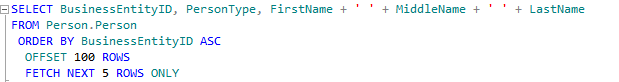 SELECT BusinessEntityID, PersonType, FirstName + ' ' + MiddleName + ' ' + LastName
FROM Person.Person
ORDER BY BusinessEntityID ASC
OFFSET 100 ROWS
FETCH NEXT 5 ROWS ONLY